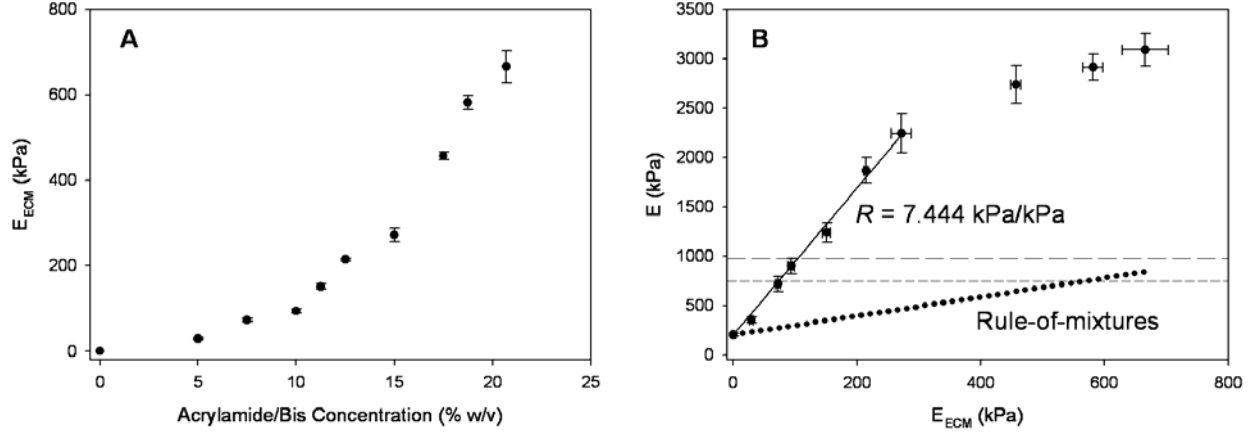 A
800
600
400
200
0
E_ECM (kPa)
0 5 10 15 20 25
Acrylamide/Bis Concentration (% w/v)
B
3500
3000
2500
2000
1500
1000
500
0
E (kPa)
R = 7.444 kPa/kPa
Rule-of-mixtures
0 200 400 600 800
E_ECM (kPa)